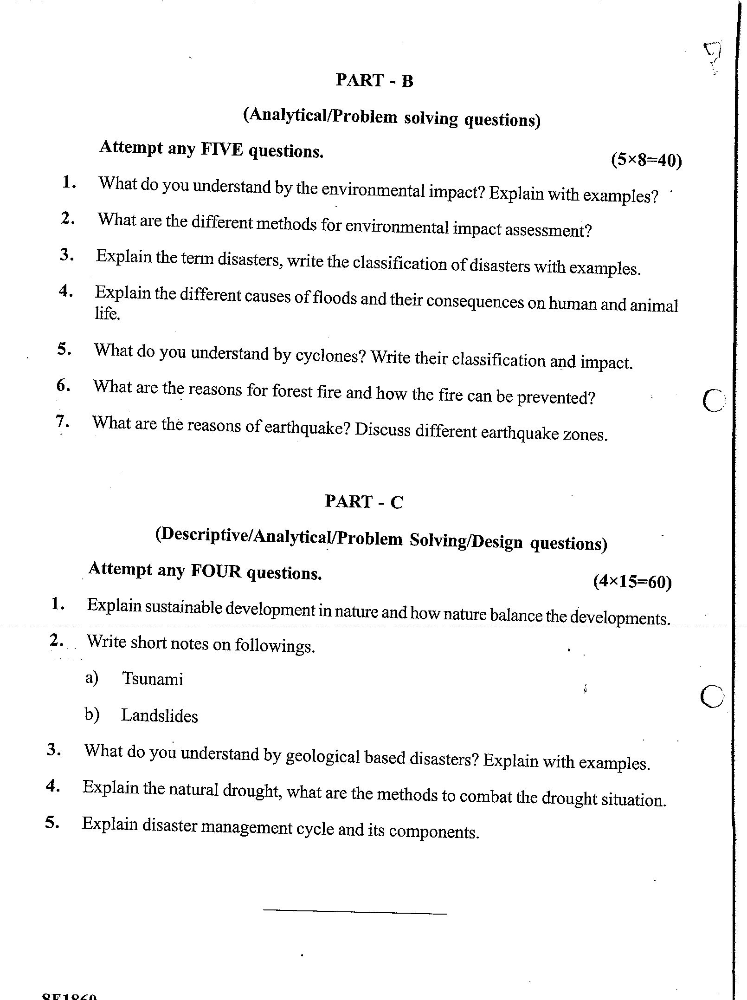 PART - B
(Analytical/Problem solving questions)
Attempt any FIVE questions.
(5×8=40)
1. What do you understand by the environmental impact? Explain with examples?
2. What are the different methods for environmental impact assessment?
3. Explain the term disasters, write the classification of disasters with examples.
4. Explain the different causes of floods and their consequences on human and animal
life.
5. What do you understand by cyclones? Write their classification and impact.
6. What are the reasons for forest fire and how the fire can be prevented?
7. What are the reasons of earthquake? Discuss different earthquake zones.
PART - C
(Descriptive/Analytical/Problem Solving/Design questions)
Attempt any FOUR questions.
(4×15=60)
1. Explain sustainable development in nature and how nature balance the developments.
2. Write short notes on followings.
a) Tsunami
b) Landslides
3. What do you understand by geological based disasters? Explain with examples.
4. Explain the natural drought, what are the methods to combat the drought situation.
5. Explain disaster management cycle and its components.